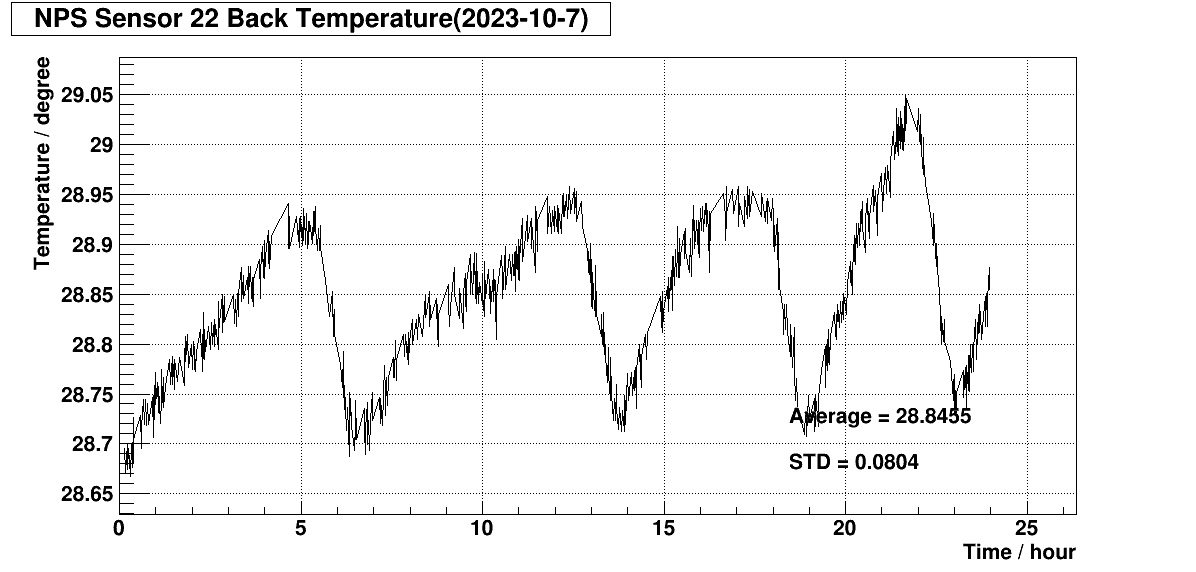 NPS Sensor 22 Back Temperature(2023-10-7)
Temperature / degree
29.05
29
28.95
28.9
28.85
28.8
28.75
28.7
28.65
Average = 28.8455
STD = 0.0804
0 5 10 15 20 25
Time / hour